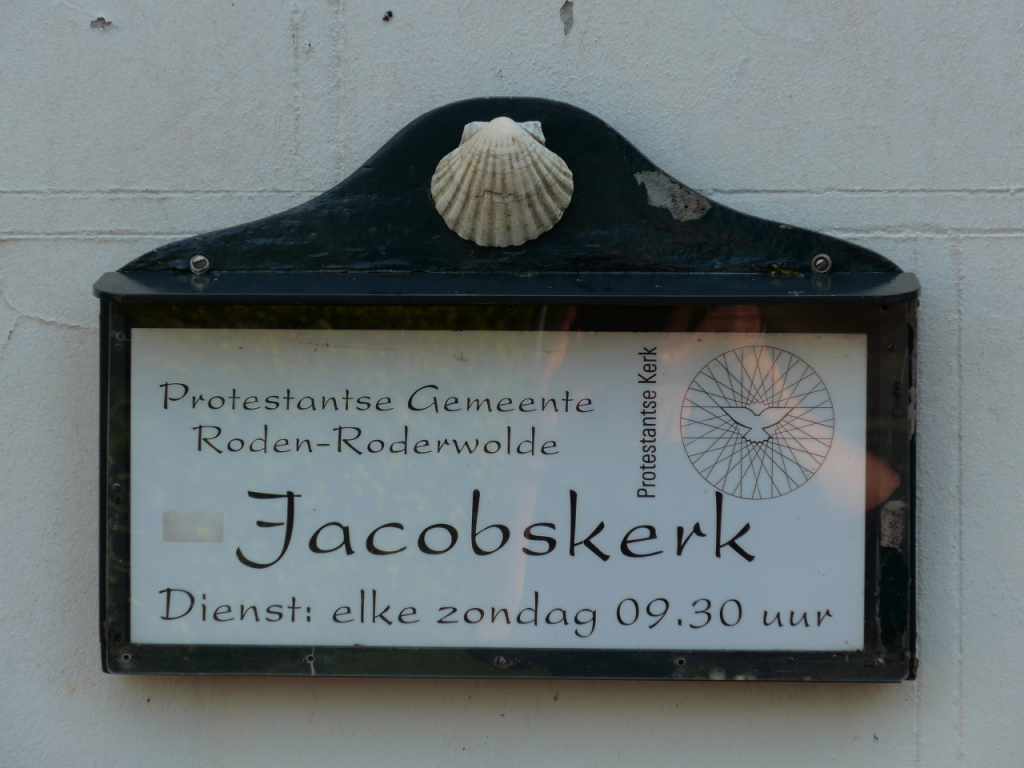 Protestantse Gemeente
Roden-Roderwolde
Protestantse Kerk
Jacobskerk
Dienst: elke zondag 09.30 uur